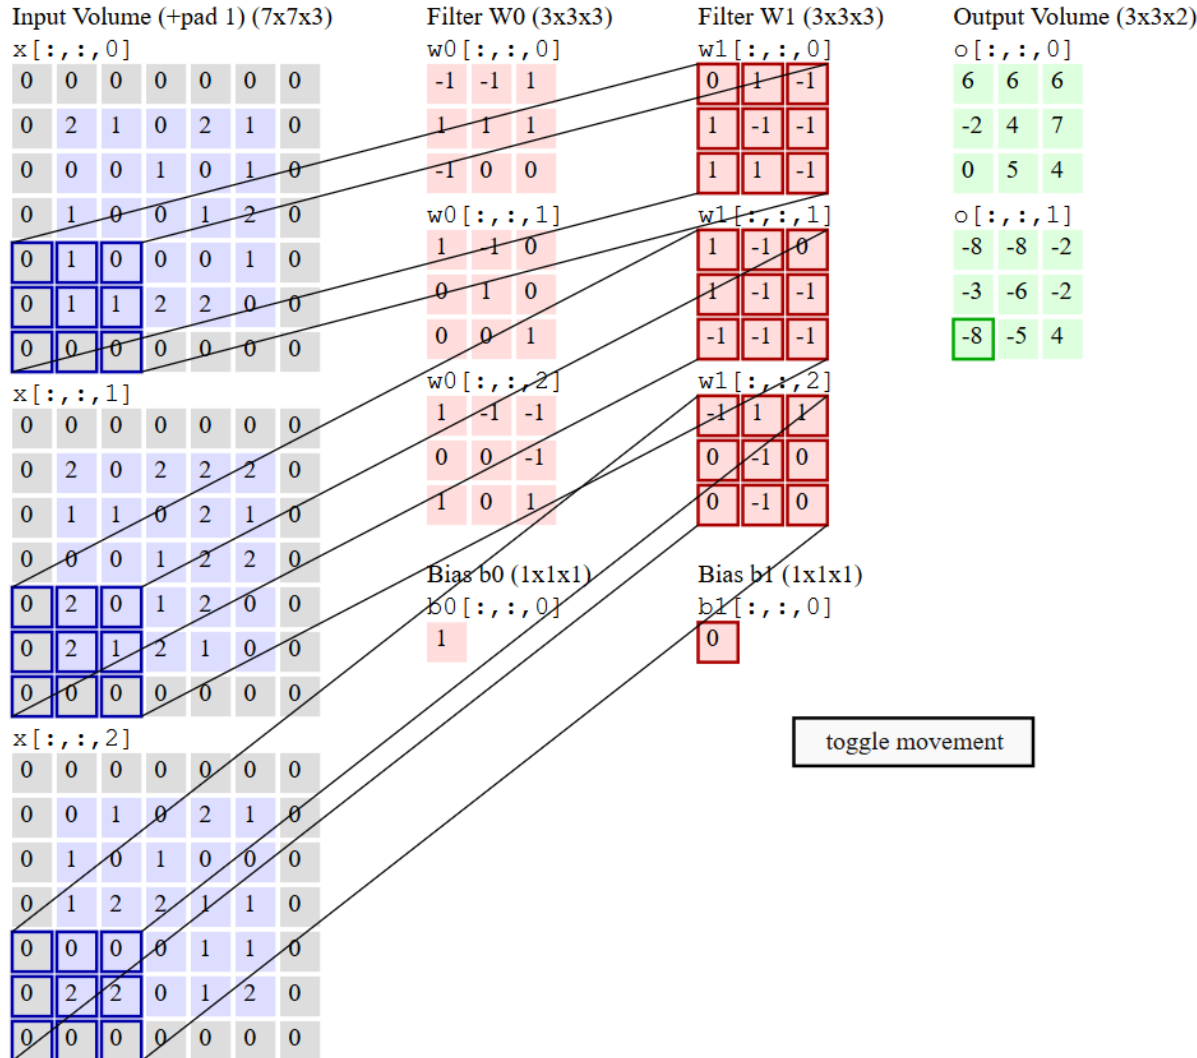 Input Volume (+pad 1) (7x7x3)
x[:,:,0]
0 0 0 0 0 0 0
0 2 1 0 2 1 0
0 0 0 1 0 1 0
0 1 0 0 1 2 0
0 1 0 0 0 1 0
0 1 1 2 2 0 0
0 0 0 0 0 0 0
x[:,:,1]
0 0 0 0 0 0 0
0 2 0 2 2 2 0
0 1 1 0 2 1 0
0 0 0 1 2 2 0
0 2 0 1 2 0 0
0 2 1 2 1 0 0
0 0 0 0 0 0 0
x[:,:,2]
0 0 0 0 0 0 0
0 0 1 0 2 1 0
0 1 0 1 0 0 0
0 1 2 2 1 1 0
0 0 0 0 1 1 0
0 2 2 0 1 2 0
0 0 0 0 0 0 0
Filter W0 (3x3x3)
w0[:,:,0]
-1 -1 1
1 1 1
-1 0 0
w0[:,:,1]
1 -1 0
0 1 0
0 0 1
w0[:,:,2]
1 -1 -1
0 0 -1
1 0 1
Bias b0 (1x1x1)
b0[:,:,0]
1
Filter W1 (3x3x3)
w1[:,:,0]
0 1 -1
1 -1 -1
1 1 -1
w1[:,:,1]
1 -1 0
1 -1 -1
-1 -1 -1
w1[:,:,2]
-1 1 1
0 -1 0
0 -1 0
Bias b1 (1x1x1)
b1[:,:,0]
0
Output Volume (3x3x2)
o[:,:,0]
6 6 6
-2 4 7
0 5 4
o[:,:,1]
-8 -8 -2
-3 -6 -2
-8 -5 4
toggle movement